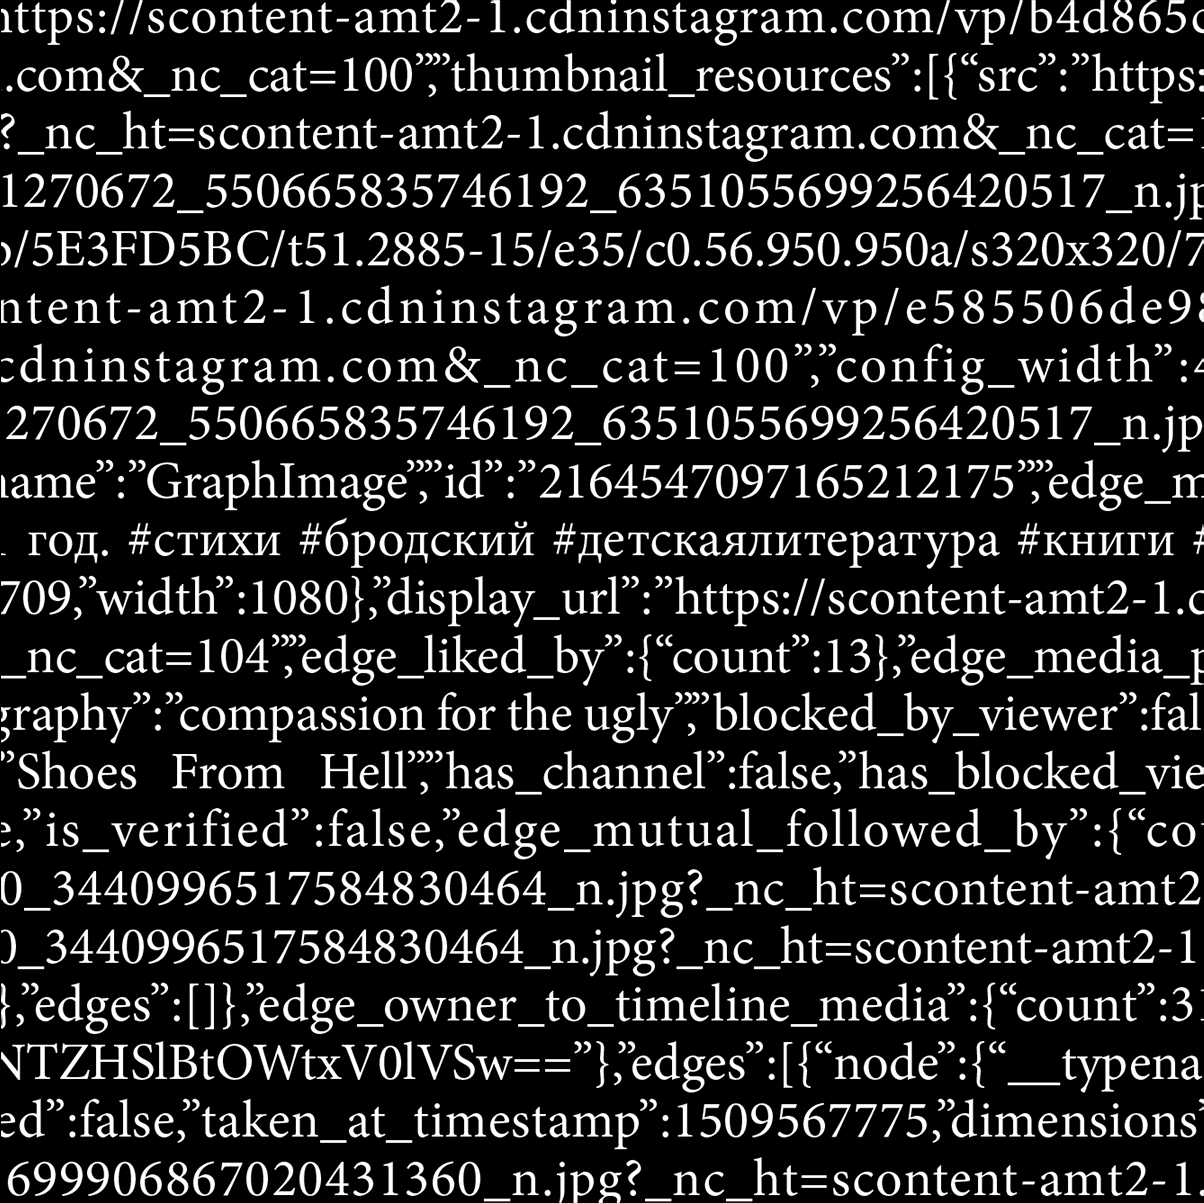 https://scontent-amt2-1.cdninstagram.com/vp/b4d865c
.com&_nc_cat=100”,”thumbnail_resources”:[{“src”:”https:
?_nc_ht=scontent-amt2-1.cdninstagram.com&_nc_cat=1
1270672_550665835746192_6351055699256420517_n.jp
p/5E3FD5BC/t51.2885-15/e35/c0.56.950.950a/s320x320/7
ntent-amt2-1.cdninstagram.com/vp/e585506de98
cdninstagram.com&_nc_cat=100”,”config_width”:4
270672_550665835746192_6351055699256420517_n.jp
name”:”GraphImage”,”id”:”2164547097165212175”,”edge_m
год. #стихи #бродский #детскаялитература #книги #
709,”width”:1080},”display_url”:”https://scontent-amt2-1.c
_nc_cat=104”,”edge_liked_by”:{“count”:13},”edge_media_p
graphy”:”compassion for the ugly”,”blocked_by_viewer”:fal
”Shoes From Hell”,”has_channel”:false,”has_blocked_vie
e,”is_verified”:false,”edge_mutual_followed_by”:{“co
0_3440996517584830464_n.jpg?_nc_ht=scontent-amt2
0_3440996517584830464_n.jpg?_nc_ht=scontent-amt2-1
},”edges”:[]},”edge_owner_to_timeline_media”:{“count”:31
NTZHSlBtOWtxV0lVSw==”},”edges”:[{“node”:{“__typena
ed”:false,”taken_at_timestamp”:1509567775,”dimensions”
699906867020431360_n.jpg?_nc_ht=scontent-amt2-1